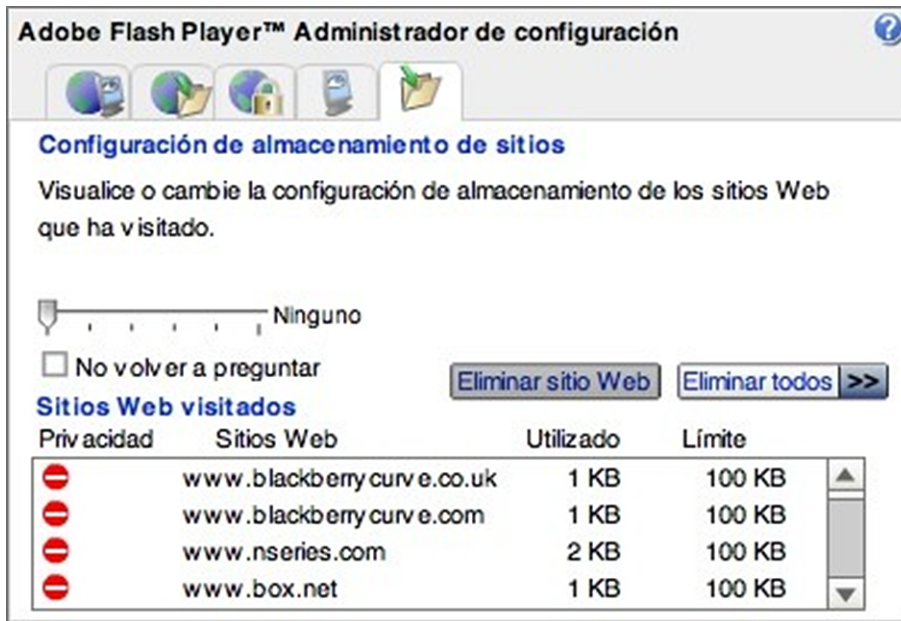 Adobe Flash Player™ Administrador de configuración
?
Configuración de almacenamiento de sitios
Visualice o cambie la configuración de almacenamiento de los sitios Web
que ha visitado.
Ninguno
No volver a preguntar
Eliminar sitio Web
Eliminar todos >>
Sitios Web visitados
Privacidad Sitios Web Utilizado Límite
www.blackberrycurve.co.uk 1 KB 100 KB
www.blackberrycurve.com 1 KB 100 KB
www.nseries.com 2 KB 100 KB
www.box.net 1 KB 100 KB